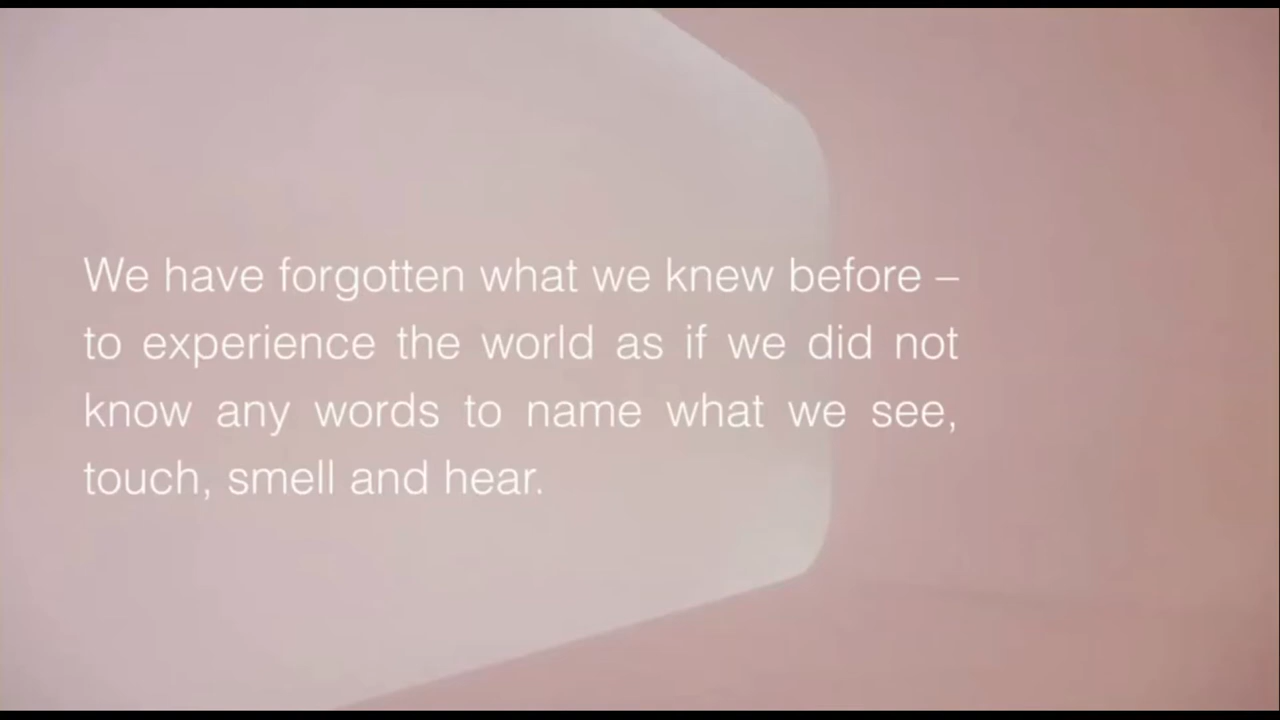 We have forgotten what we knew before –
to experience the world as if we did not
know any words to name what we see,
touch, smell and hear.